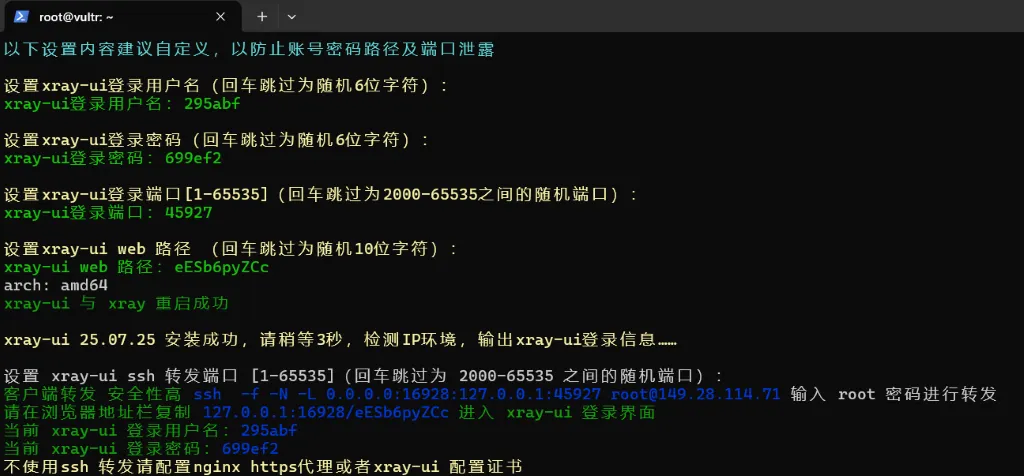 root@vultr: ~
以下设置内容建议自定义，以防止账号密码路径及端口泄露
设置xray-ui登录用户名（回车跳过为随机6位字符）：
xray-ui登录用户名：295abf
设置xray-ui登录密码（回车跳过为随机6位字符）：
xray-ui登录密码：699ef2
设置xray-ui登录端口[1-65535]（回车跳过为2000-65535之间的随机端口）：
xray-ui登录端口：45927
设置xray-ui web 路径 （回车跳过为随机10位字符）：
xray-ui web 路径：eESb6pyZCc
arch: amd64
xray-ui 与 xray 重启成功
xray-ui 25.07.25 安装成功，请稍等3秒，检测IP环境，输出xray-ui登录信息……
设置 xray-ui ssh 转发端口 [1-65535]（回车跳过为 2000-65535 之间的随机端口）：
客户端转发 安全性高 ssh  -f -N -L 0.0.0.0:16928:127.0.0.1:45927 root@149.28.114.71 输入 root 密码进行转发
请在浏览器地址栏复制 127.0.0.1:16928/eESb6pyZCc 进入 xray-ui 登录界面
当前 xray-ui 登录用户名：295abf
当前 xray-ui 登录密码：699ef2
不使用ssh 转发请配置nginx https代理或者xray-ui 配置证书